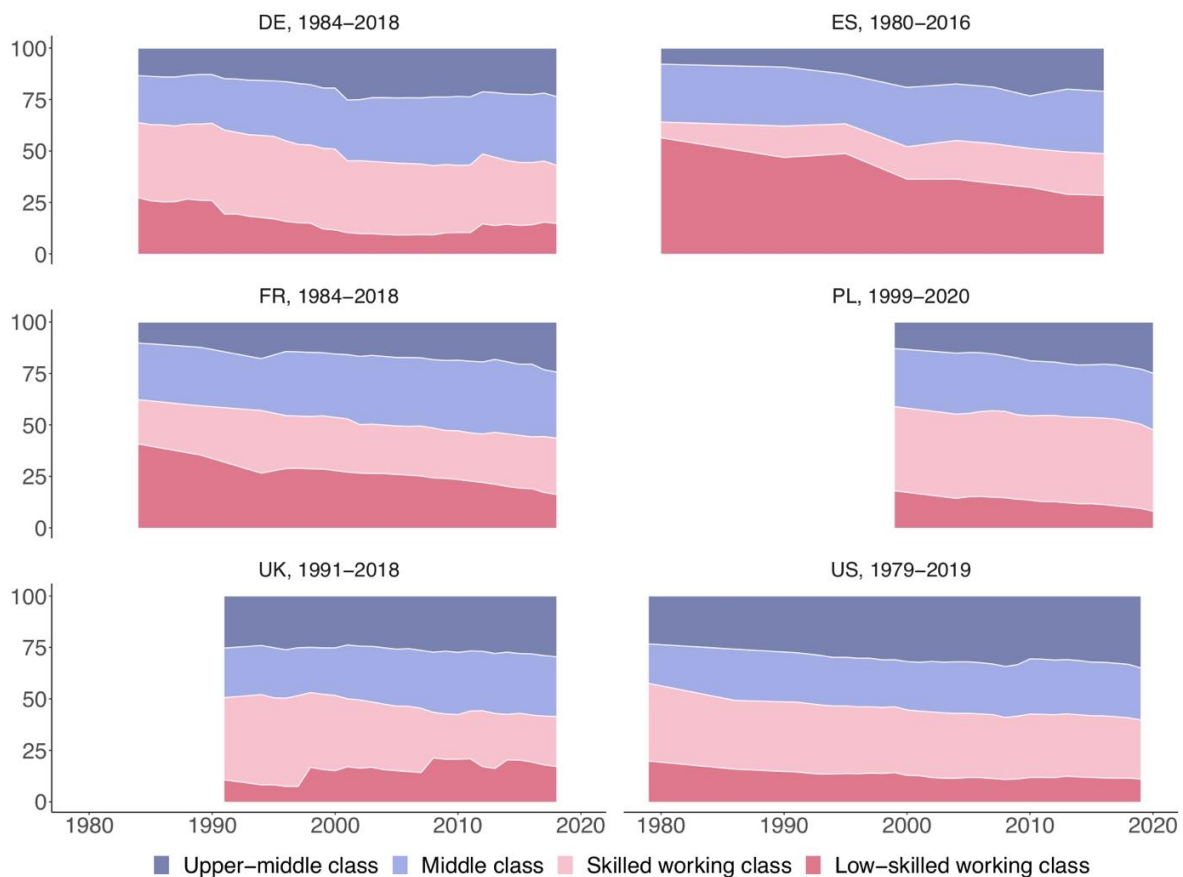 DE, 1984–2018
ES, 1980–2016
100
75
50
25
0
FR, 1984–2018
PL, 1999–2020
100
75
50
25
0
UK, 1991–2018
US, 1979–2019
100
75
50
25
0
1980 1990 2000 2010 2020 1980 1990 2000 2010 2020
Upper−middle class Middle class Skilled working class Low−skilled working class